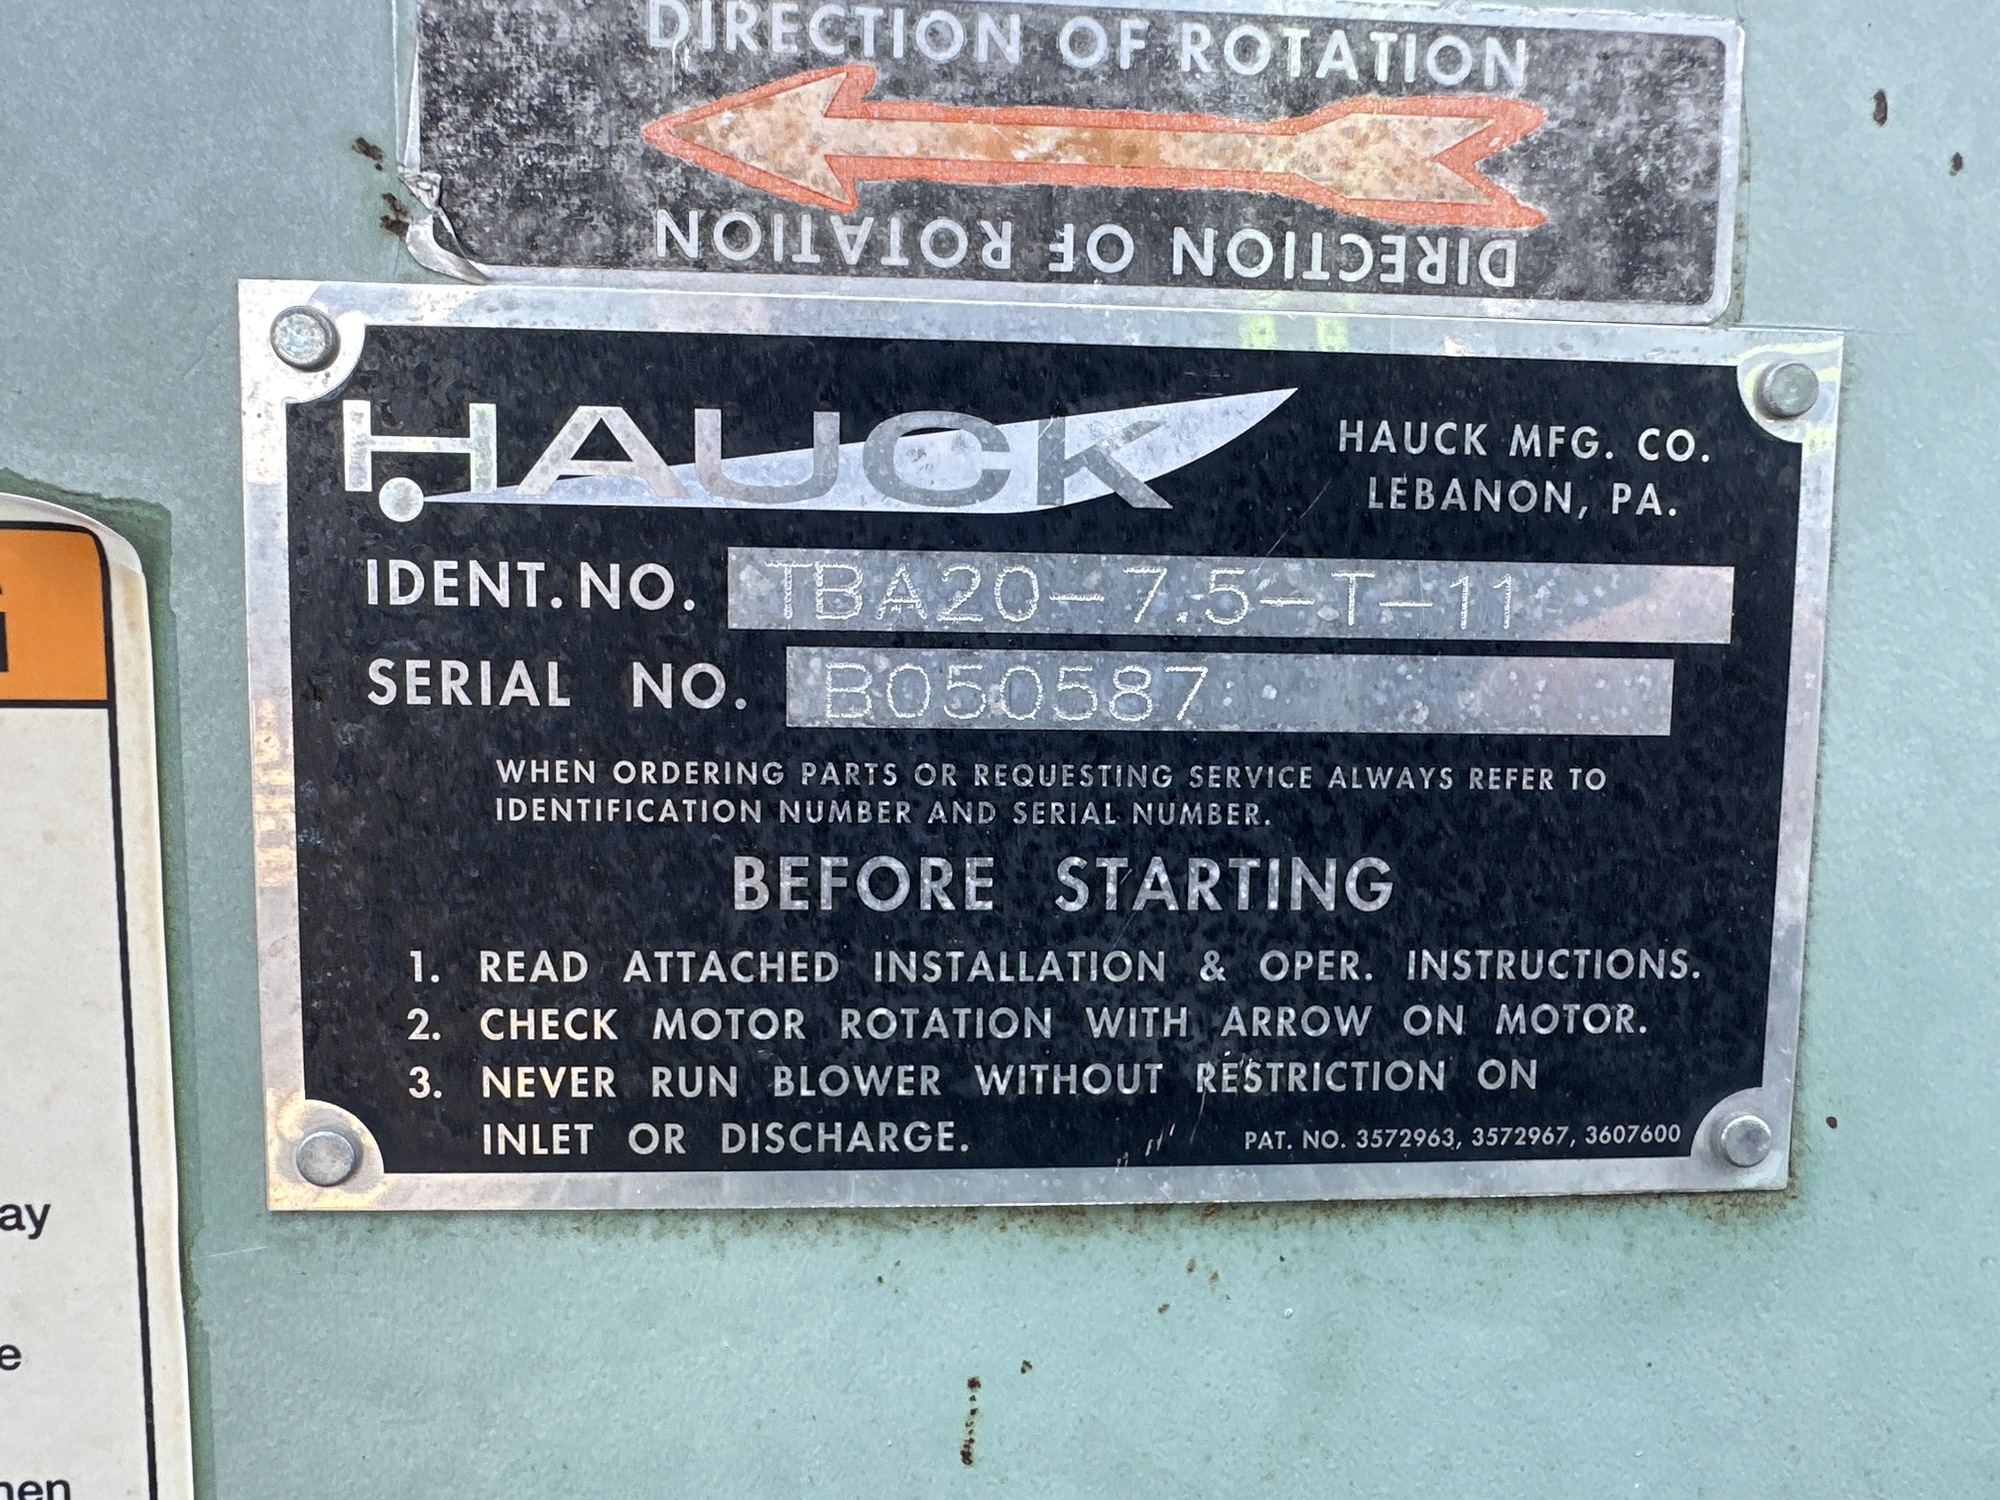 DIRECTION OF ROTATION
DIRECTION OF ROTATION
HAUCK
HAUCK MFG. CO.
LEBANON, PA.
IDENT. NO. TBA20-7.5-T-11
SERIAL NO. B050587
WHEN ORDERING PARTS OR REQUESTING SERVICE ALWAYS REFER TO
IDENTIFICATION NUMBER AND SERIAL NUMBER.
BEFORE STARTING
1. READ ATTACHED INSTALLATION & OPER. INSTRUCTIONS.
2. CHECK MOTOR ROTATION WITH ARROW ON MOTOR.
3. NEVER RUN BLOWER WITHOUT RESTRICTION ON
INLET OR DISCHARGE.
PAT. NO. 3572963, 3572967, 3607600